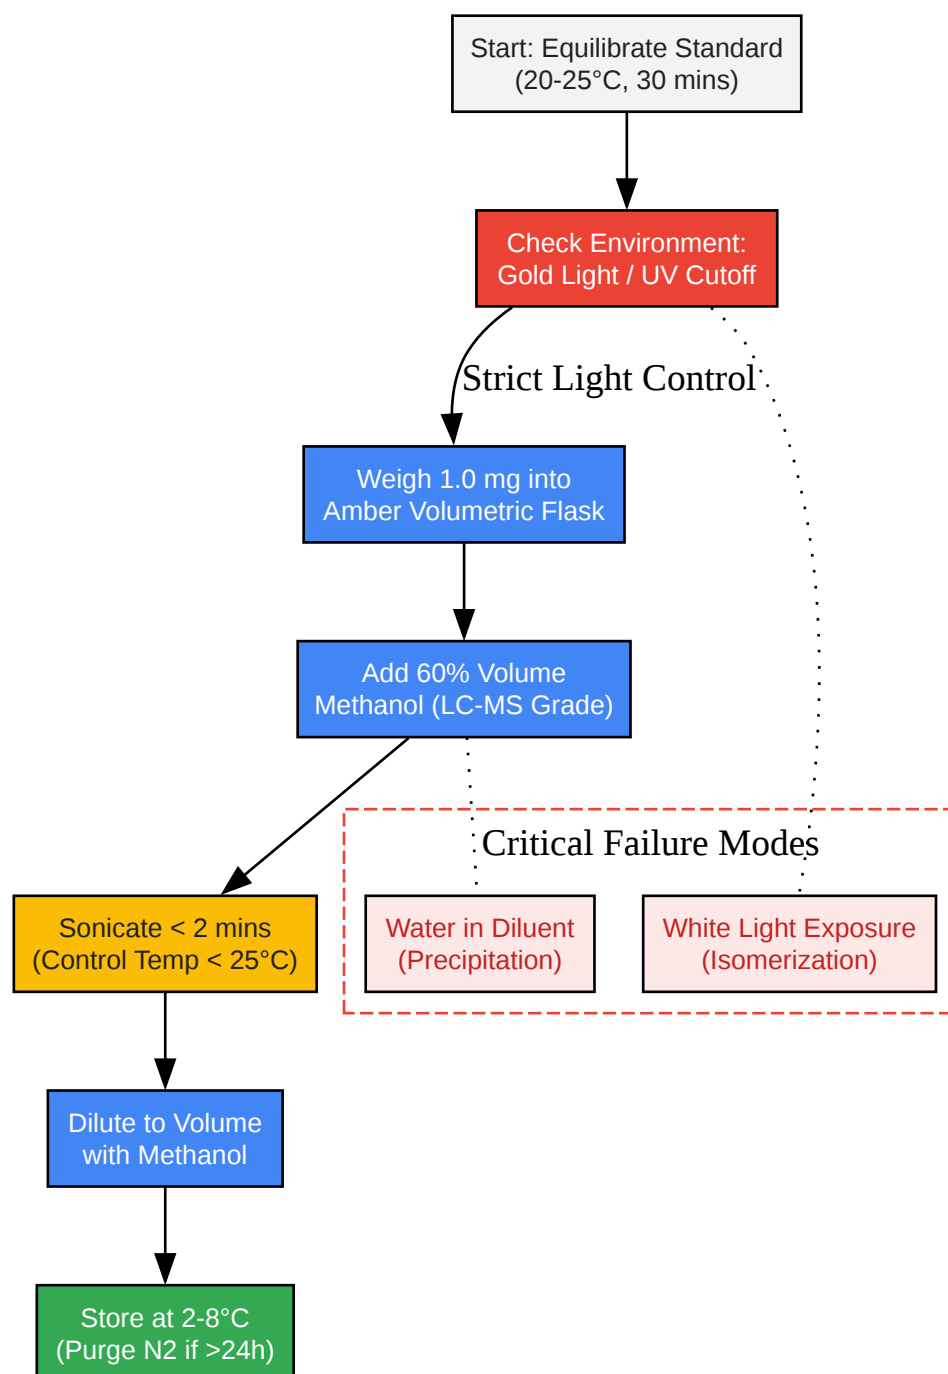 Start: Equilibrate Standard
(20-25°C, 30 mins)
Check Environment:
Gold Light / UV Cutoff
Strict Light Control
Weigh 1.0 mg into
Amber Volumetric Flask
Add 60% Volume
Methanol (LC-MS Grade)
Critical Failure Modes
Sonicate < 2 mins
(Control Temp < 25°C)
Water in Diluent
(Precipitation)
White Light Exposure
(Isomerization)
Dilute to Volume
with Methanol
Store at 2-8°C
(Purge N2 if >24h)